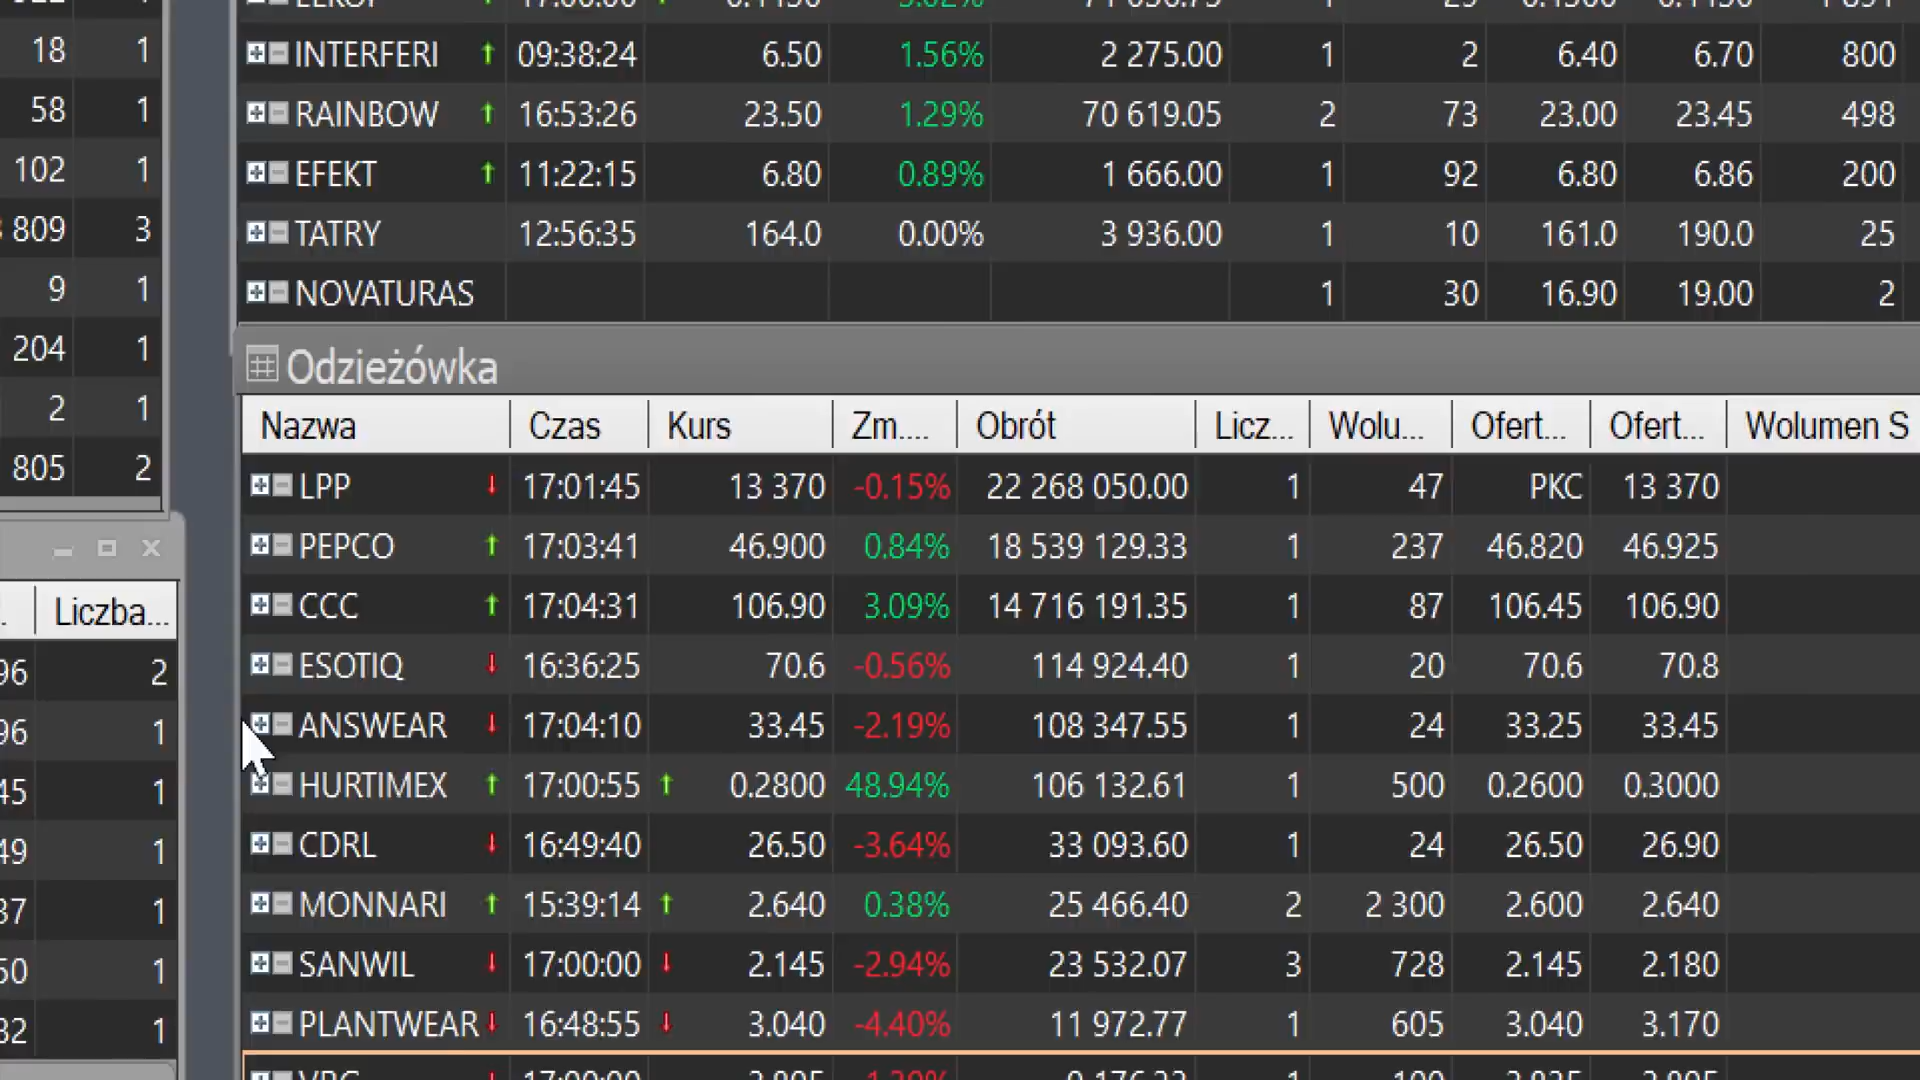 18 1
58 1
102 1
809 3
9 1
204 1
2 1
805 2
Liczba...
96 2
96 1
45 1
49 1
37 1
50 1
32 1
INTERFERI 09:38:24 6.50 1.56% 2 275.00 1 2 6.40 6.70 800
RAINBOW 16:53:26 23.50 1.29% 70 619.05 2 73 23.00 23.45 498
EFEKT 11:22:15 6.80 0.89% 1 666.00 1 92 6.80 6.86 200
TATRY 12:56:35 164.0 0.00% 3 936.00 1 10 161.0 190.0 25
NOVATURAS 1 30 16.90 19.00 2
Odzieżówka
Nazwa Czas Kurs Zm.... Obrót Licz... Wolu... Ofert... Ofert... Wolumen S
LPP 17:01:45 13 370 -0.15% 22 268 050.00 1 47 PKC 13 370
PEPCO 17:03:41 46.900 0.84% 18 539 129.33 1 237 46.820 46.925
CCC 17:04:31 106.90 3.09% 14 716 191.35 1 87 106.45 106.90
ESOTIQ 16:36:25 70.6 -0.56% 114 924.40 1 20 70.6 70.8
ANSWEAR 17:04:10 33.45 -2.19% 108 347.55 1 24 33.25 33.45
HURTIMEX 17:00:55 0.2800 48.94% 106 132.61 1 500 0.2600 0.3000
CDRL 16:49:40 26.50 -3.64% 33 093.60 1 24 26.50 26.90
MONNARI 15:39:14 2.640 0.38% 25 466.40 2 2 300 2.600 2.640
SANWIL 17:00:00 2.145 -2.94% 23 532.07 3 728 2.145 2.180
PLANTWEAR 16:48:55 3.040 -4.40% 11 972.77 1 605 3.040 3.170